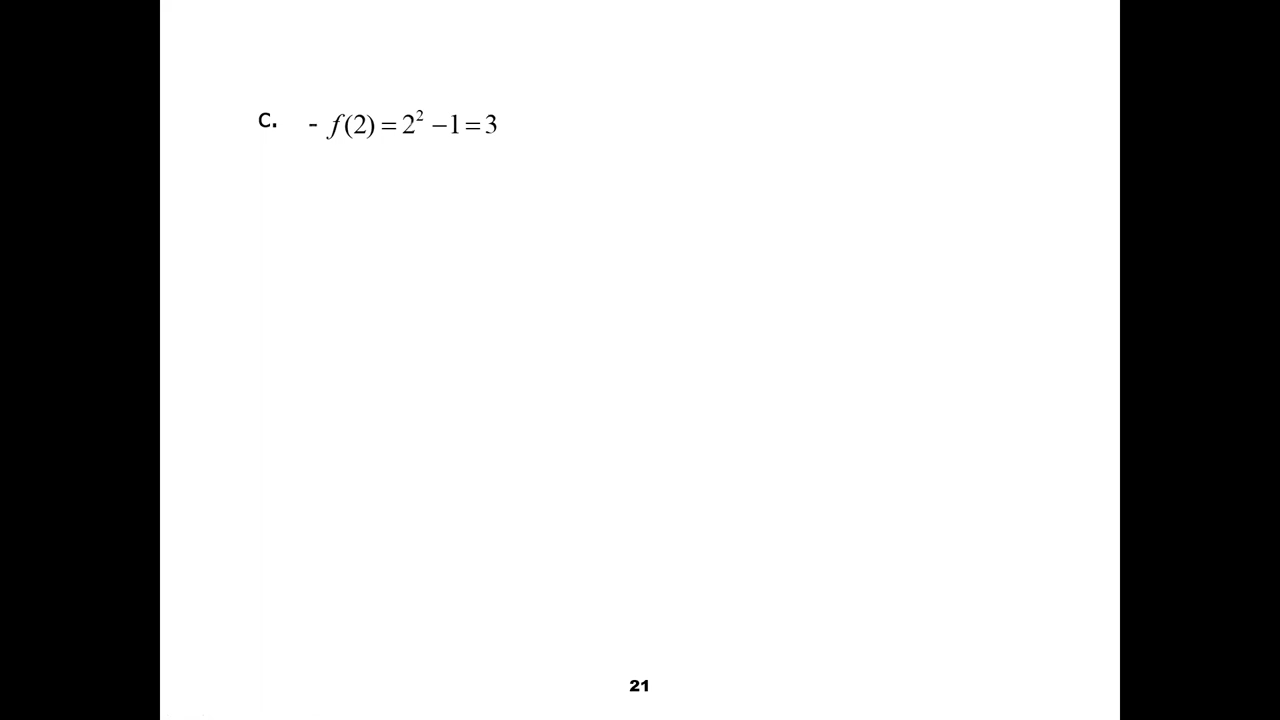 c. - f(2) = 2² − 1 = 3
21